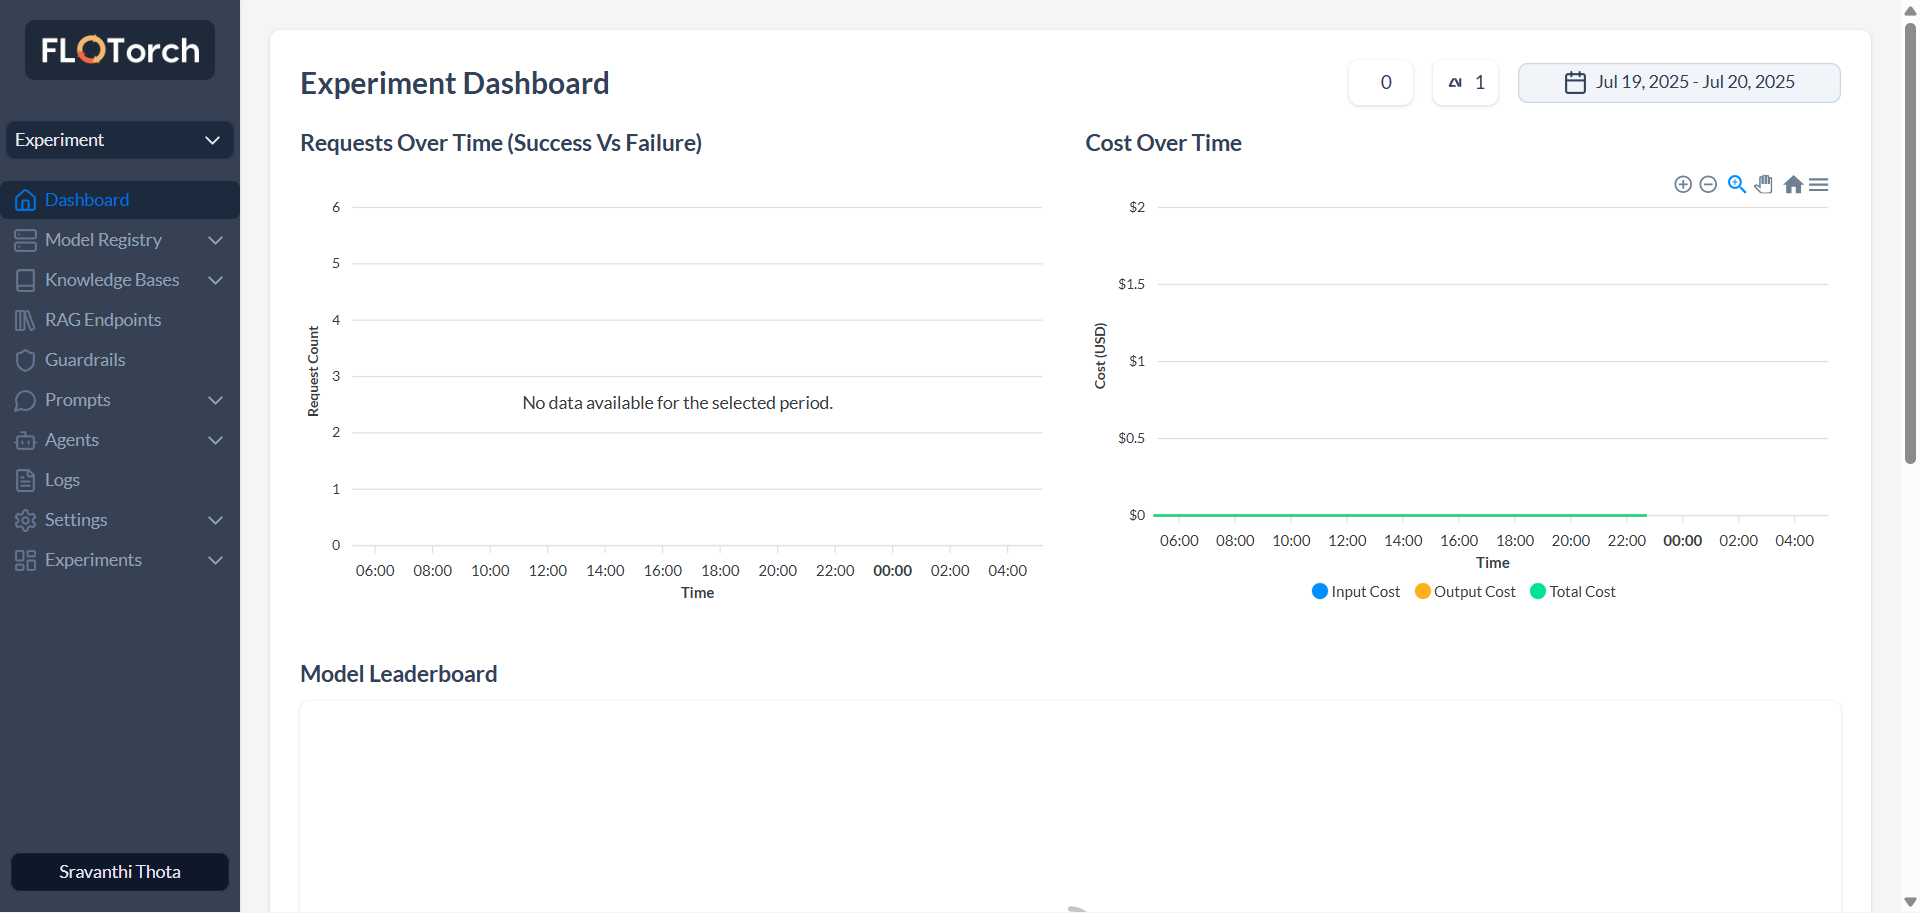 FLOTorch
Experiment
Dashboard
Model Registry
Knowledge Bases
RAG Endpoints
Guardrails
Prompts
Agents
Logs
Settings
Experiments
Sravanthi Thota
Experiment Dashboard
0
1
Jul 19, 2025 - Jul 20, 2025
Requests Over Time (Success Vs Failure)
6
5
4
3
2
1
0
Request Count
No data available for the selected period.
06:00 08:00 10:00 12:00 14:00 16:00 18:00 20:00 22:00 00:00 02:00 04:00
Time
Cost Over Time
$2
$1.5
$1
$0.5
$0
Cost (USD)
06:00 08:00 10:00 12:00 14:00 16:00 18:00 20:00 22:00 00:00 02:00 04:00
Time
Input Cost Output Cost Total Cost
Model Leaderboard